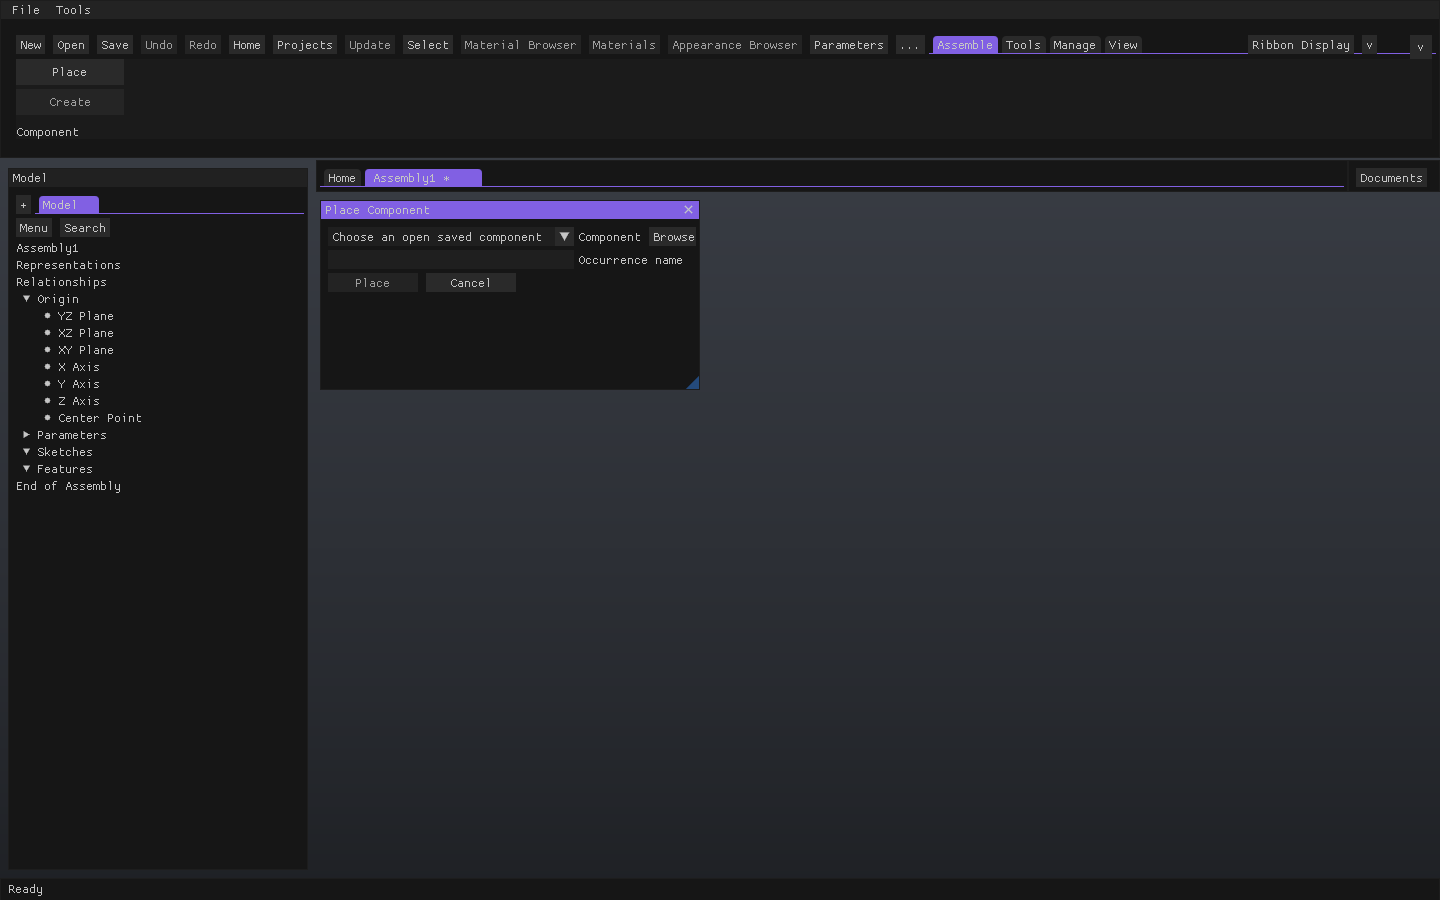 File Tools
New Open Save Undo Redo Home Projects Update Select Material Browser Materials Appearance Browser Parameters ... Assemble Tools Manage View Ribbon Display v v
Place
Create
Component
Model
Home Assembly1 * Documents
+ Model
Menu Search
Assembly1
Representations
Relationships
Origin
YZ Plane
XZ Plane
XY Plane
X Axis
Y Axis
Z Axis
Center Point
Parameters
Sketches
Features
End of Assembly
Place Component
Choose an open saved component Component Browse
Occurrence name
Place Cancel
Ready